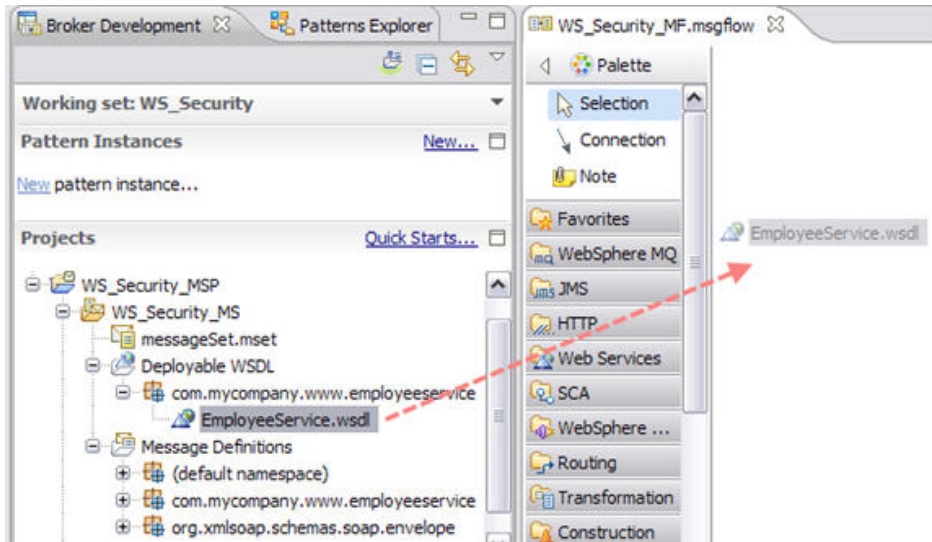 Broker Development
Patterns Explorer
Working set: WS_Security
Pattern Instances
New...
New pattern instance...
Projects
Quick Starts...
WS_Security_MSP
WS_Security_MS
messageSet.mset
Deployable WSDL
com.mycompany.www.employeeservice
EmployeeService.wsdl
Message Definitions
(default namespace)
com.mycompany.www.employeeservice
org.xmlsoap.schemas.soap.envelope
WS_Security_MF.msgflow
Palette
Selection
Connection
Note
Favorites
WebSphere MQ
JMS
HTTP
Web Services
SCA
WebSphere ...
Routing
Transformation
Construction
EmployeeService.wsdl